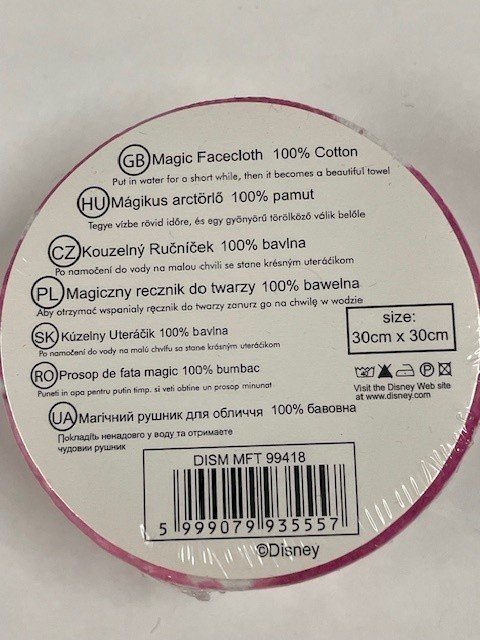 GB Magic Facecloth 100% Cotton
Put in water for a short while, then it becomes a beautiful towel
HU Mágikus arctörlő 100% pamut
Tegye vízbe rövid időre, és egy gyönyörű törölköző válik belőle
CZ Kouzelný Ručníček 100% bavlna
Po namočení do vody na malou chvili se stane krésným uteráčikom
PL Magiczny recznik do twarzy 100% bawelna
Aby otrzymać wspanialy ręcznik do twarzy zanurz go na chwilę w wodzie
SK Kúzelny Uteráčik 100% bavlna
Po namočení do vody na malú chvíľu sa stane krásným uteráčikom
RO Prosop de fata magic 100% bumbac
Puneti in apa pentru putin timp. si veti obtine un prosop minunat
UA Магічний рушник для обличчя 100% бавовна
Покладіть ненадовго у воду та отримаєте
чудовии рушник
size:
30cm x 30cm
Visit the Disney Web site
at www.disney.com
DISM MFT 99418
5 999079 935557
©Disney